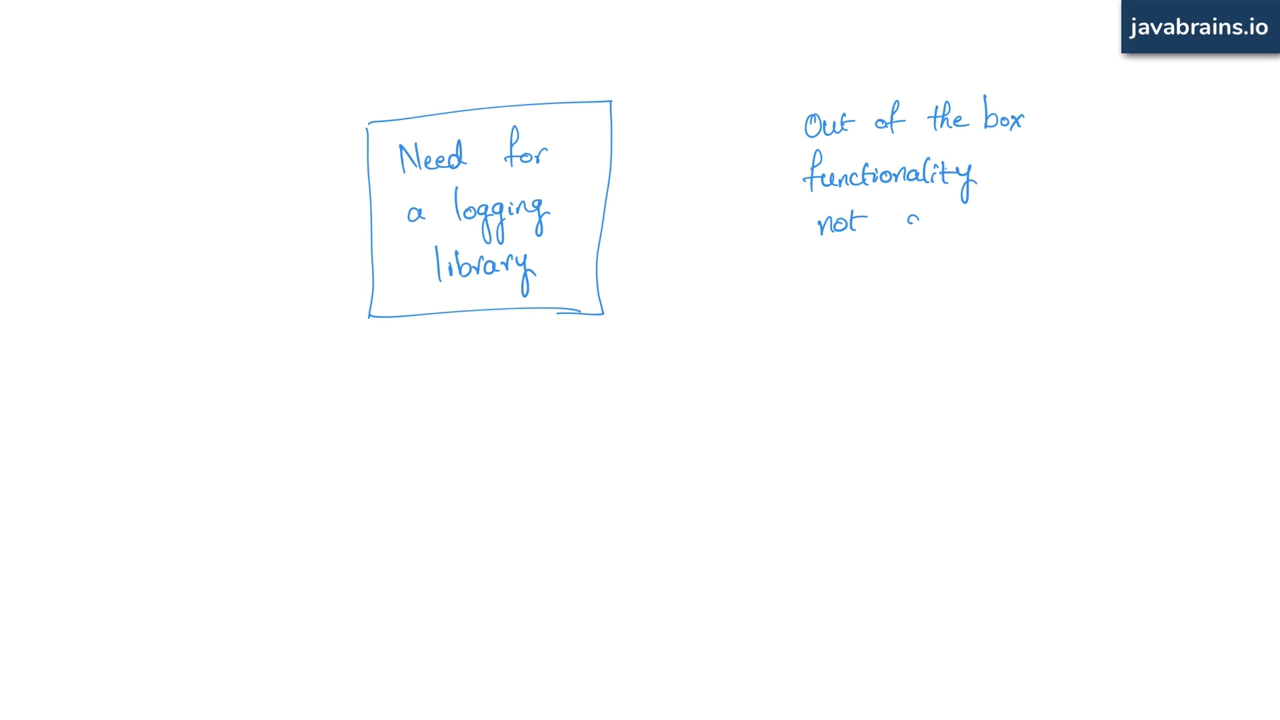 javabrains.io
Need for
a logging
library
Out of the box
functionality
not